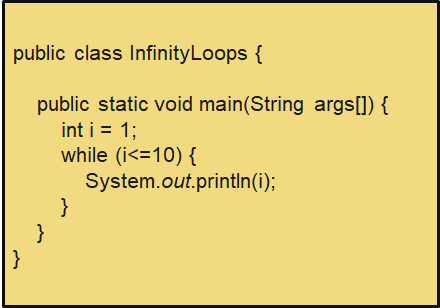 public class InfinityLoops {
public static void main(String args[]) {
int i = 1;
while (i<=10) {
System.out.println(i);
}
}
}